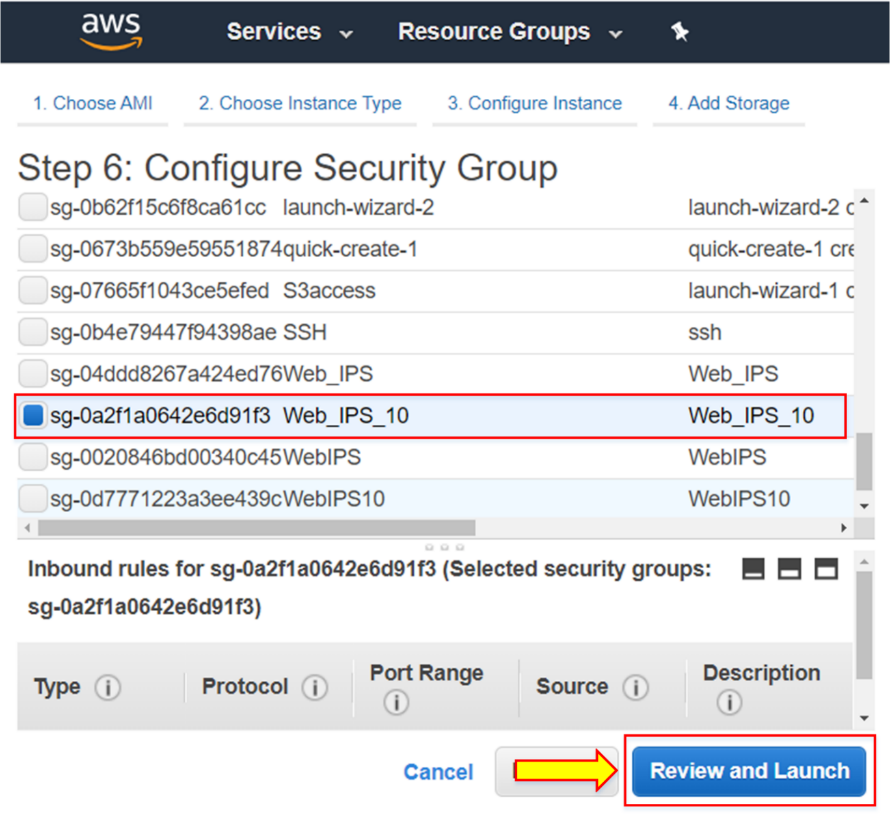 aws Services Resource Groups
1. Choose AMI 2. Choose Instance Type 3. Configure Instance 4. Add Storage
Step 6: Configure Security Group
sg-0b62f15c6f8ca61cc launch-wizard-2 launch-wizard-2 c
sg-0673b559e59551874 quick-create-1 quick-create-1 cre
sg-07665f1043ce5efed S3access launch-wizard-1 c
sg-0b4e79447f94398ae SSH ssh
sg-04ddd8267a424ed76 Web_IPS Web_IPS
sg-0a2f1a0642e6d91f3 Web_IPS_10 Web_IPS_10
sg-0020846bd00340c45 WebIPS WebIPS
sg-0d7771223a3ee439c WebIPS10 WebIPS10
Inbound rules for sg-0a2f1a0642e6d91f3 (Selected security groups:
sg-0a2f1a0642e6d91f3)
Type Protocol Port Range Source Description
Cancel Review and Launch